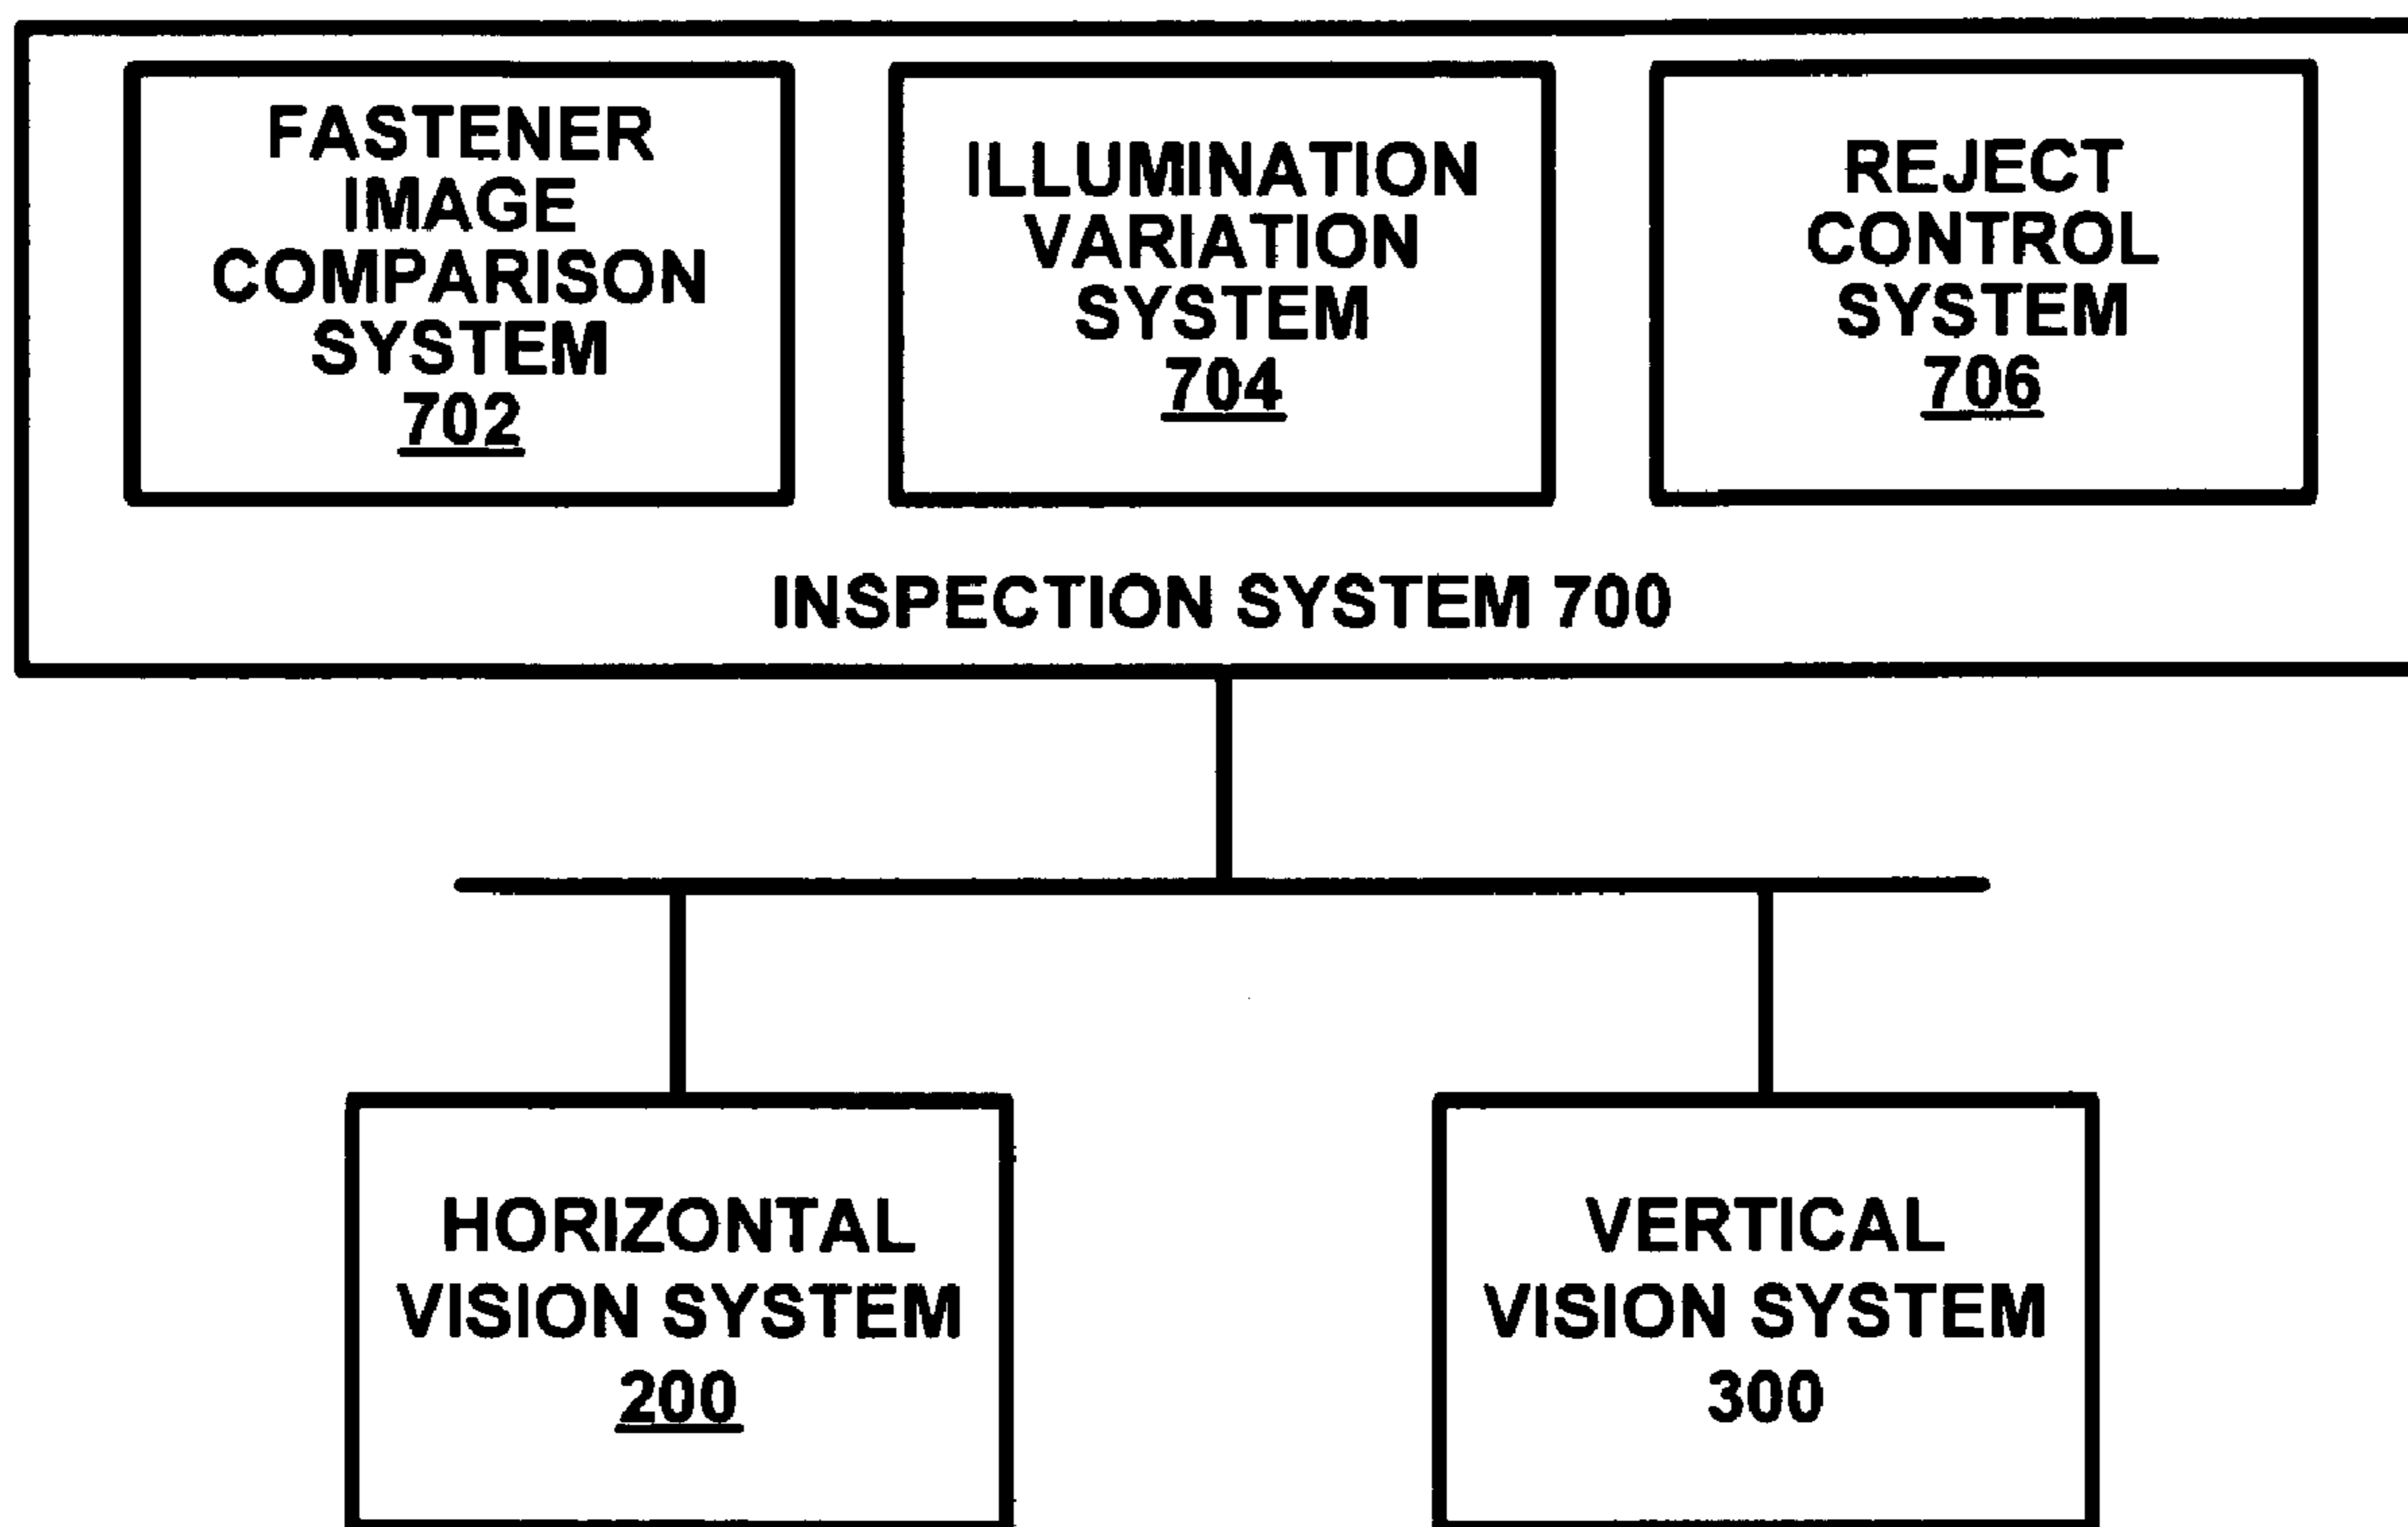 FASTENER
IMAGE
COMPARISON
SYSTEM
702
ILLUMINATION
VARIATION
SYSTEM
704
REJECT
CONTROL
SYSTEM
706
INSPECTION SYSTEM 700
HORIZONTAL
VISION SYSTEM
200
VERTICAL
VISION SYSTEM
300